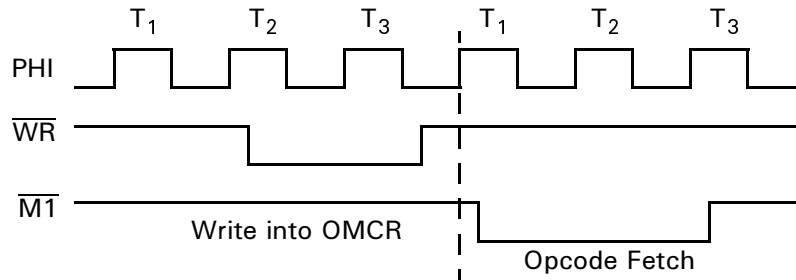 T1 T2 T3 T1 T2 T3
PHI
WR
M1
Write into OMCR
Opcode Fetch